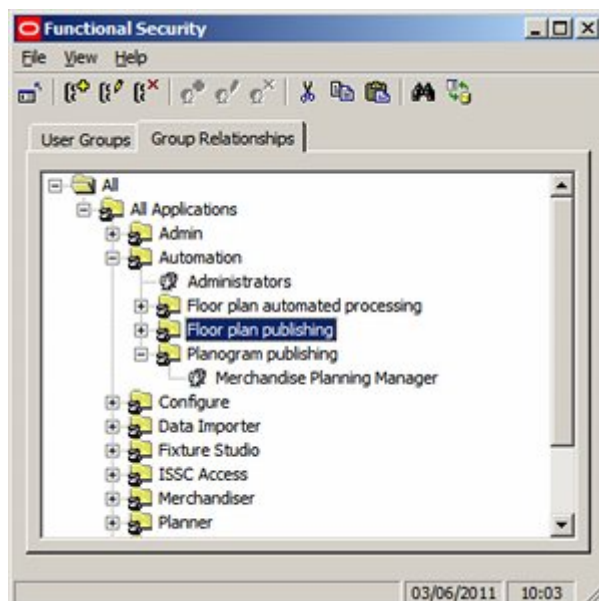 Functional Security
File View Help
User Groups Group Relationships
All
All Applications
Admin
Automation
Administrators
Floor plan automated processing
Floor plan publishing
Planogram publishing
Merchandise Planning Manager
Configure
Data Importer
Fixture Studio
ISSC Access
Merchandiser
Planner
03/06/2011 10:03